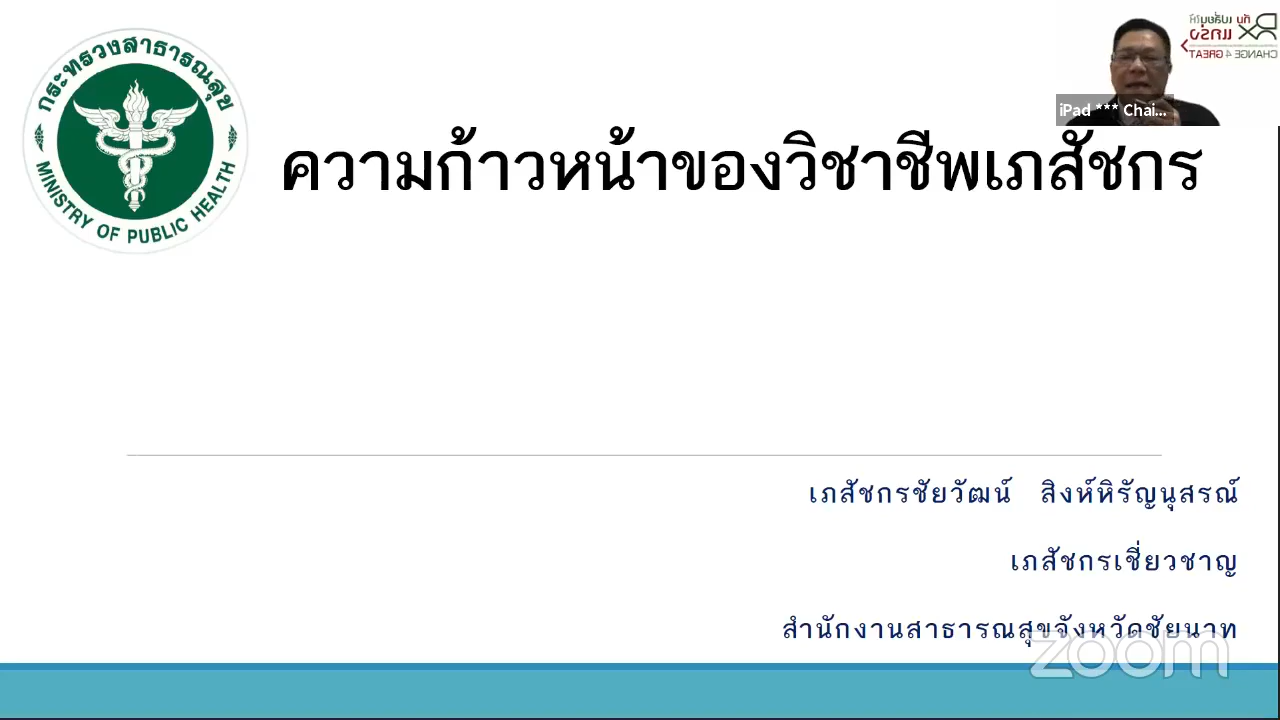 กระทรวงสาธารณสุข
MINISTRY OF PUBLIC HEALTH
CHANGE 4 GREAT
iPad *** Chai...
ความก้าวหน้าของวิชาชีพเภสัชกร
เภสัชกรชัยวัฒน์ สิงห์หิรัญนุสรณ์
เภสัชกรเชี่ยวชาญ
สำนักงานสาธารณสุขจังหวัดชัยนาท
zoom